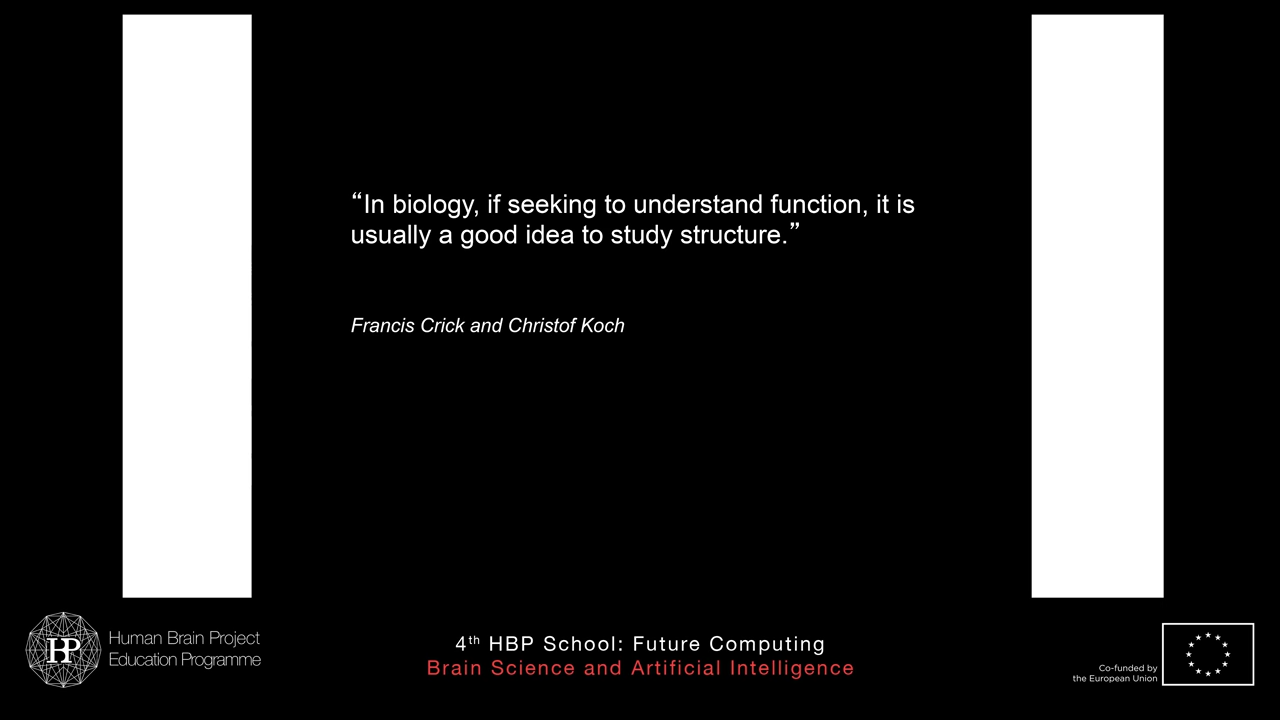 “In biology, if seeking to understand function, it is
usually a good idea to study structure.”
Francis Crick and Christof Koch
HBP
Human Brain Project
Education Programme
4th HBP School: Future Computing
Brain Science and Artificial Intelligence
Co-funded by
the European Union